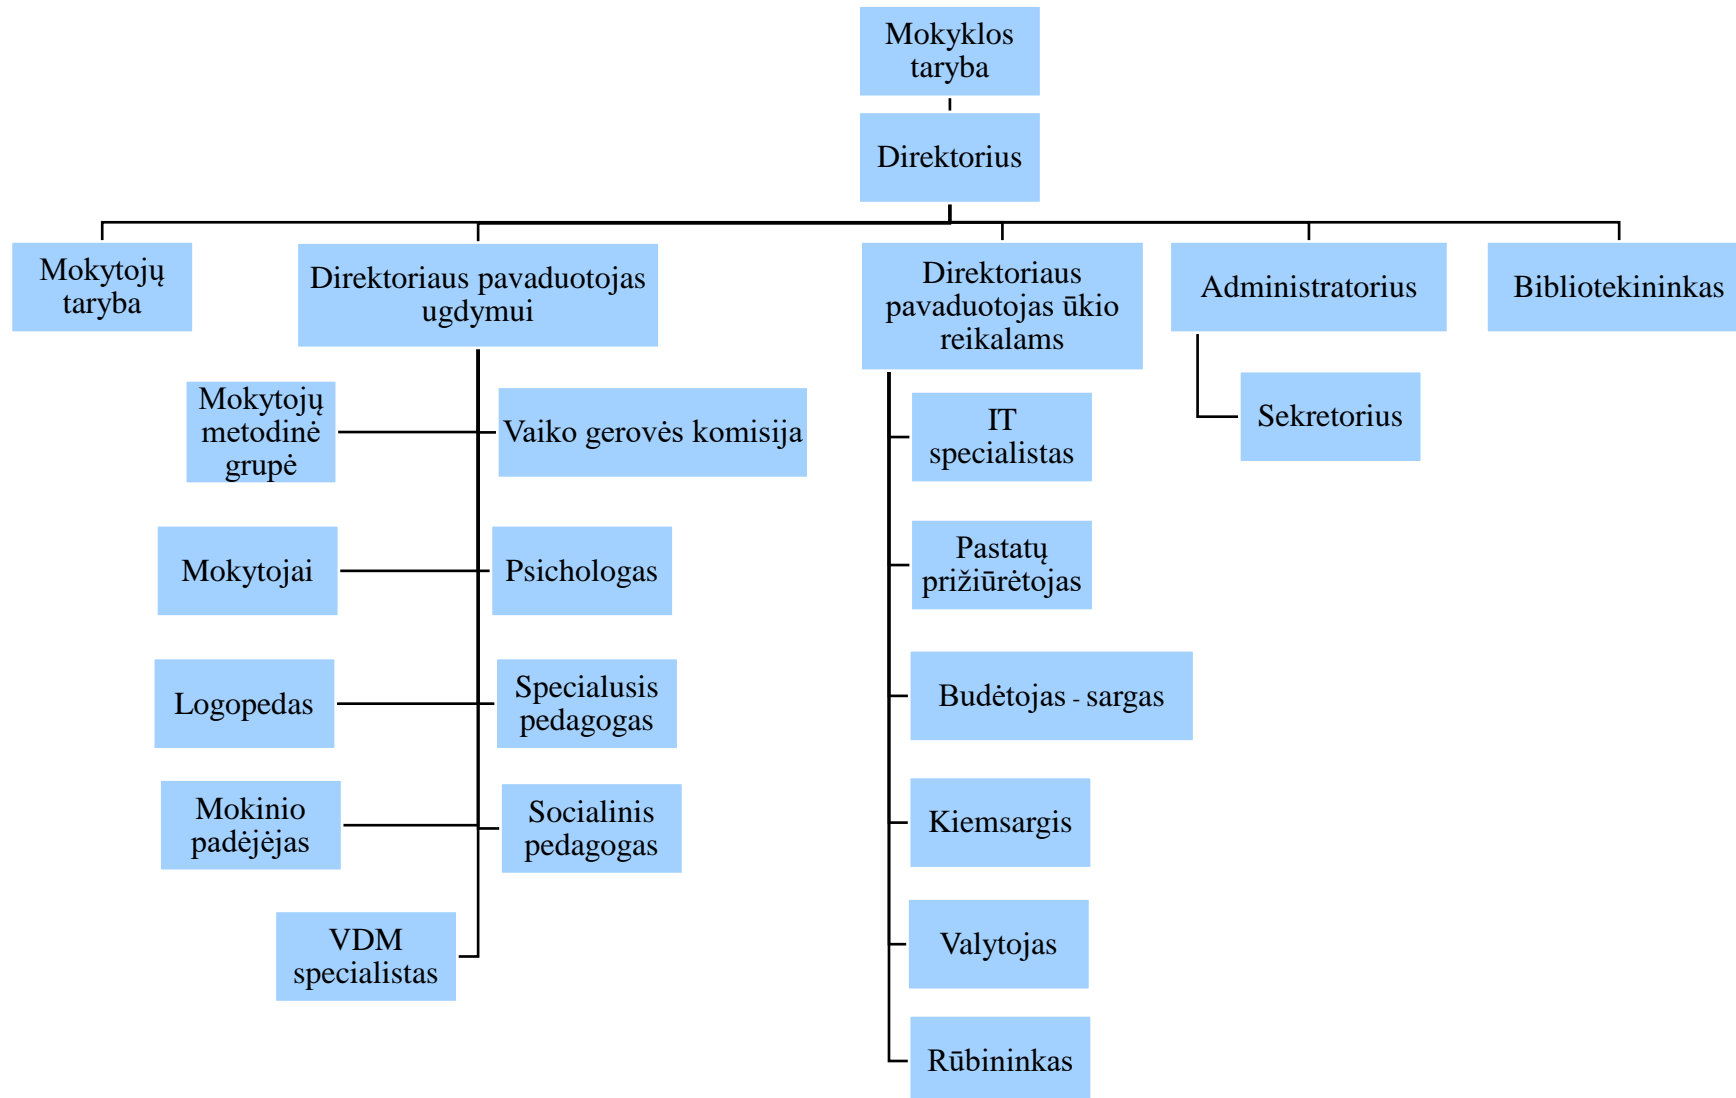 Mokyklos
taryba
Direktorius
Mokytojų
taryba
Direktoriaus pavaduotojas
ugdymui
Direktoriaus
pavaduotojas ūkio
reikalams
Administratorius
Bibliotekininkas
Mokytojų
metodinė
grupė
Vaiko gerovės komisija
IT
specialistas
Sekretorius
Mokytojai
Psichologas
Pastatų
prižiūrėtojas
Logopedas
Specialusis
pedagogas
Budėtojas - sargas
Mokinio
padėjėjas
Socialinis
pedagogas
Kiemsargis
VDM
specialistas
Valytojas
Rūbininkas